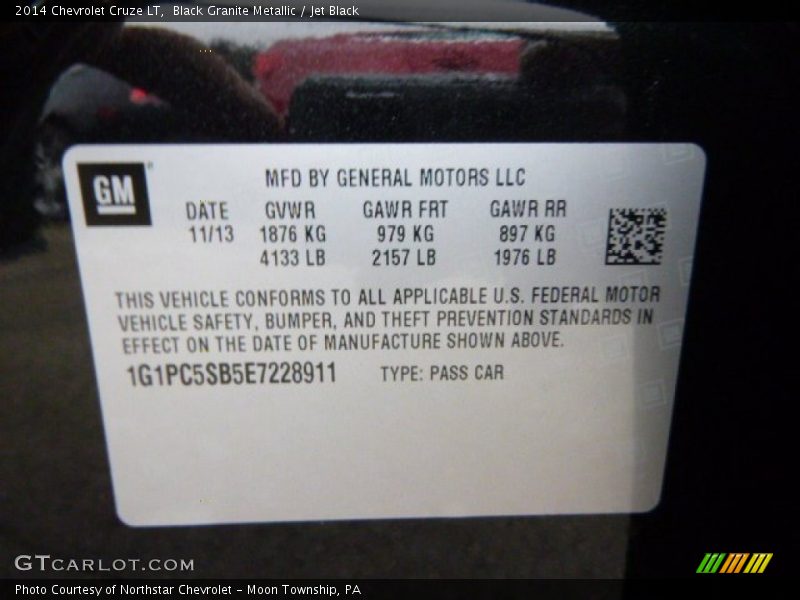 2014 Chevrolet Cruze LT, Black Granite Metallic / Jet Black
GM
MFD BY GENERAL MOTORS LLC
DATE GVWR GAWR FRT GAWR RR
11/13 1876 KG 979 KG 897 KG
4133 LB 2157 LB 1976 LB
THIS VEHICLE CONFORMS TO ALL APPLICABLE U.S. FEDERAL MOTOR
VEHICLE SAFETY, BUMPER, AND THEFT PREVENTION STANDARDS IN
EFFECT ON THE DATE OF MANUFACTURE SHOWN ABOVE.
1G1PC5SB5E7228911 TYPE: PASS CAR
GTCARLOT.COM
Photo Courtesy of Northstar Chevrolet - Moon Township, PA